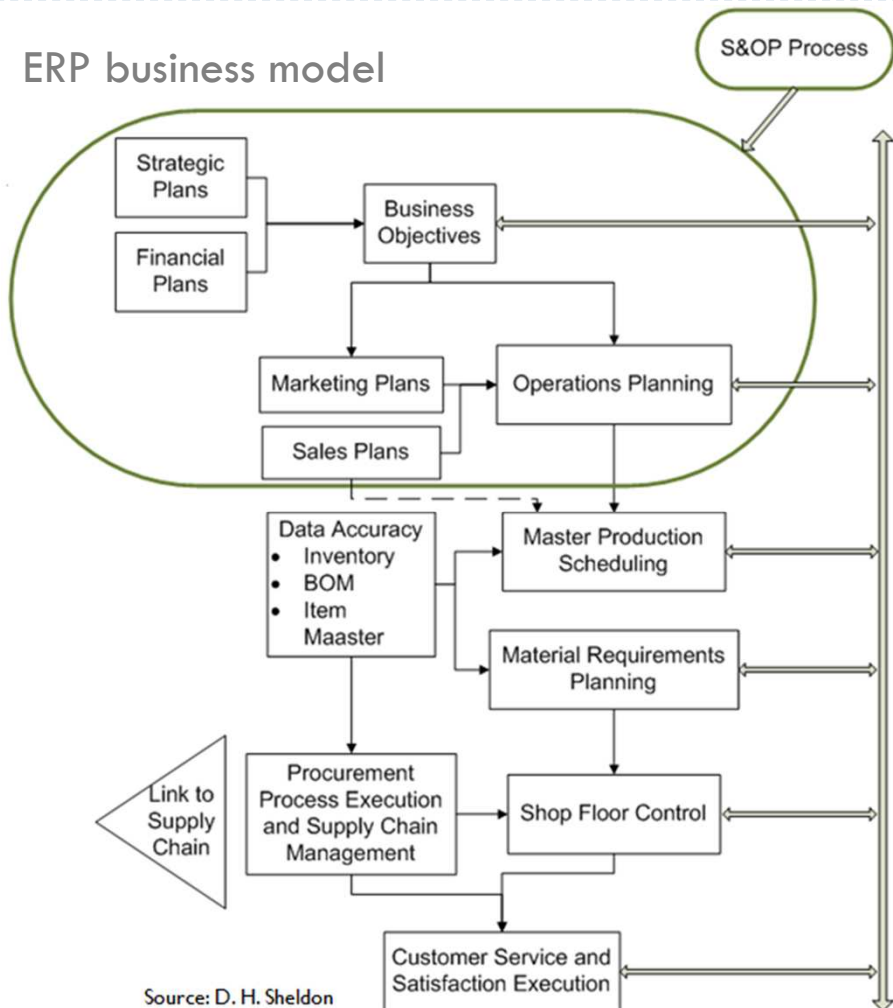 ERP business model
S&OP Process
Strategic
Plans
Financial
Plans
Business
Objectives
Marketing Plans
Operations Planning
Sales Plans
Data Accuracy
• Inventory
• BOM
• Item
Maaster
Master Production
Scheduling
Material Requirements
Planning
Link to
Supply
Chain
Procurement
Process Execution
and Supply Chain
Management
Shop Floor Control
Customer Service and
Satisfaction Execution
Source: D. H. Sheldon